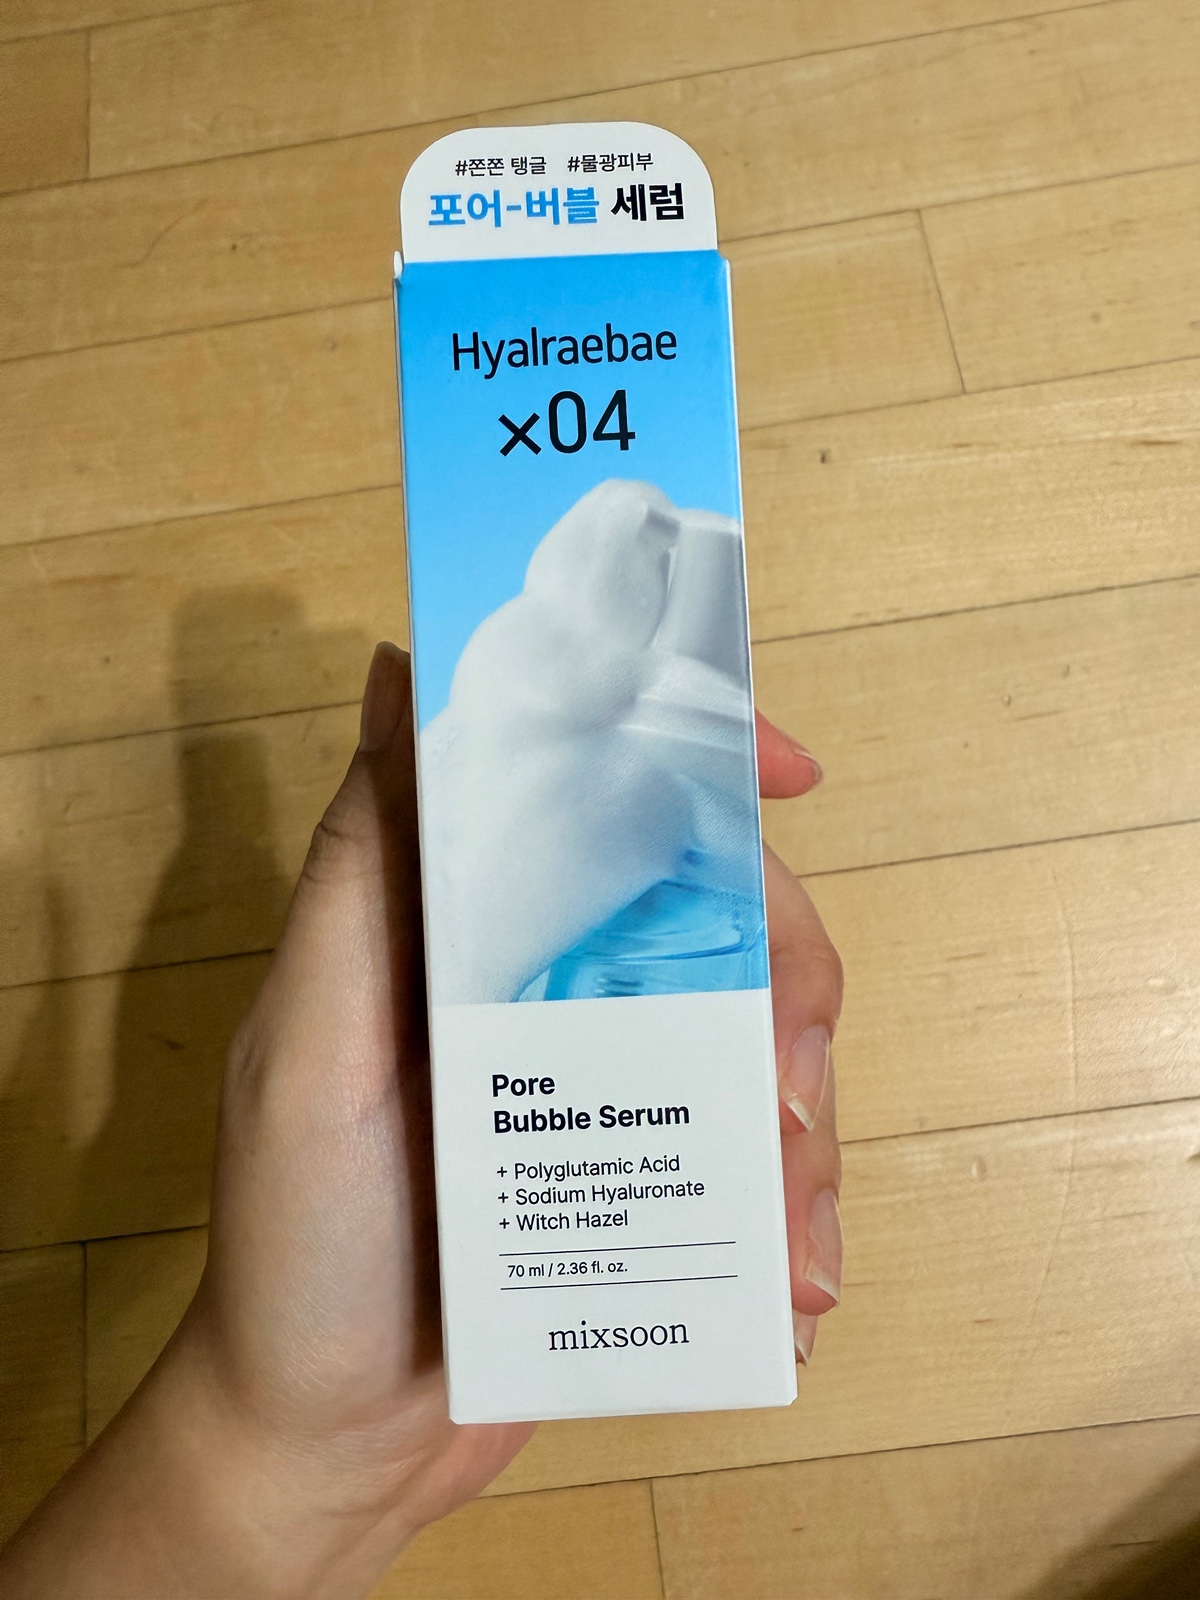 #쫀쫀 탱글 #물광피부
포어-버블 세럼
Hyalraebae
×04
Pore
Bubble Serum
+ Polyglutamic Acid
+ Sodium Hyaluronate
+ Witch Hazel
70 ml / 2.36 fl. oz.
mixsoon